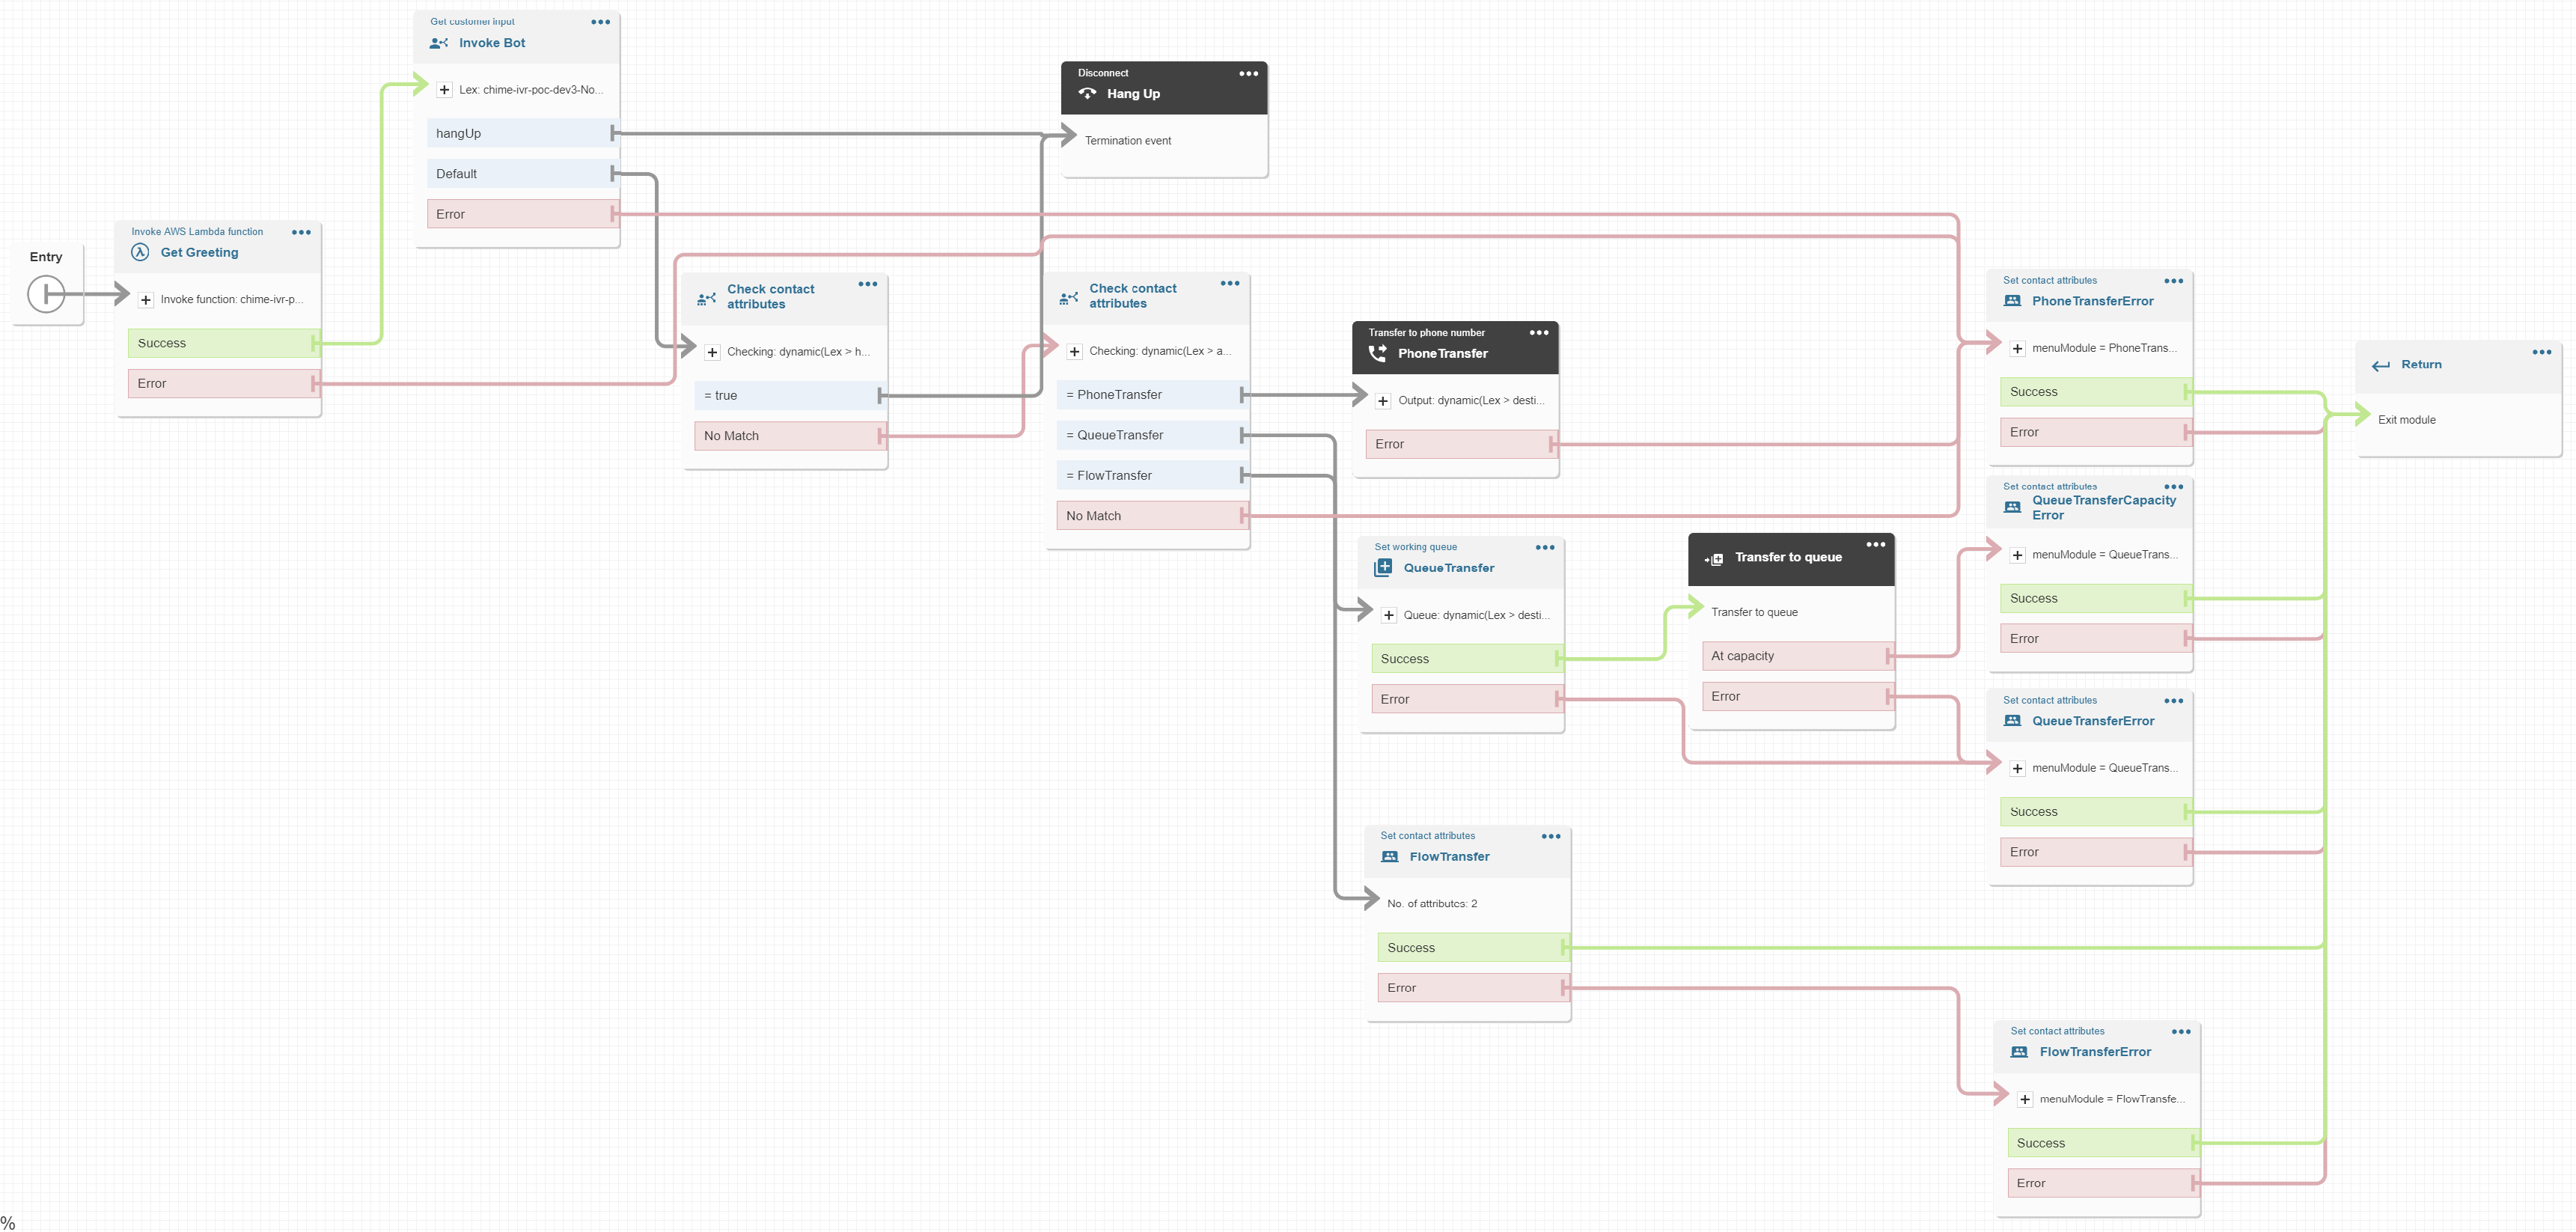 Entry
Invoke AWS Lambda function
Get Greeting
Invoke function: chime-ivr-p...
Success
Error
Get customer input
Invoke Bot
Lex: chime-ivr-poc-dev3-No...
hangUp
Default
Error
Check contact
attributes
Checking: dynamic(Lex > h...
= true
No Match
Disconnect
Hang Up
Termination event
Check contact
attributes
Checking: dynamic(Lex > a...
= PhoneTransfer
= QueueTransfer
= FlowTransfer
No Match
Transfer to phone number
PhoneTransfer
Output: dynamic(Lex > desti...
Error
Set working queue
QueueTransfer
Queue: dynamic(Lex > desti...
Success
Error
Transfer to queue
Transfer to queue
At capacity
Error
Set contact attributes
FlowTransfer
No. of attributes: 2
Success
Error
Set contact attributes
PhoneTransferError
menuModule = PhoneTrans...
Success
Error
Set contact attributes
QueueTransferCapacity
Error
menuModule = QueueTrans...
Success
Error
Set contact attributes
QueueTransferError
menuModule = QueueTrans...
Success
Error
Set contact attributes
FlowTransferError
menuModule = FlowTransfe...
Success
Error
Return
Exit module
%